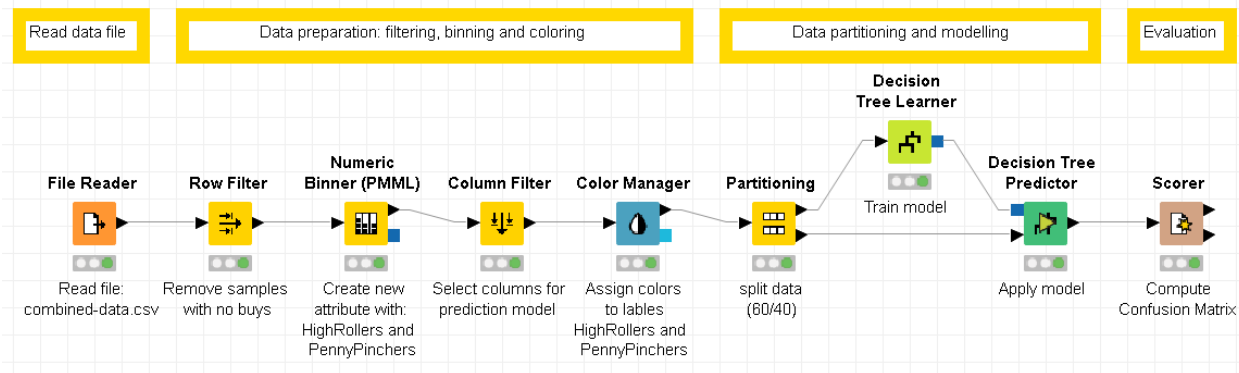 Read data file
Data preparation: filtering, binning and coloring
Data partitioning and modelling
Evaluation
Decision
Tree Learner
Train model
File Reader
Read file:
combined-data.csv
Row Filter
Remove samples
with no buys
Numeric
Binner (PMML)
Create new
attribute with:
HighRollers and
PennyPinchers
Column Filter
Select columns for
prediction model
Color Manager
Assign colors
to lables
HighRollers and
PennyPinchers
Partitioning
split data
(60/40)
Decision Tree
Predictor
Apply model
Scorer
Compute
Confusion Matrix